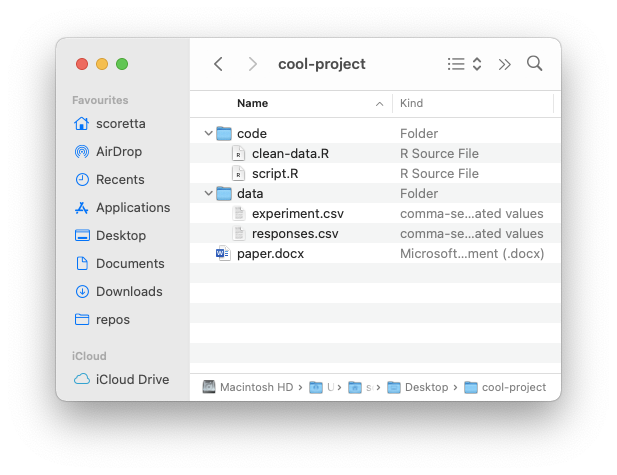 cool-project
Favourites
scoretta
AirDrop
Recents
Applications
Desktop
Documents
Downloads
repos
iCloud
iCloud Drive
Name Kind
code Folder
clean-data.R R Source File
script.R R Source File
data Folder
experiment.csv comma-se...ated values
responses.csv comma-se...ated values
paper.docx Microsoft...ment (.docx)
Macintosh HD › U › s › Desktop › cool-project